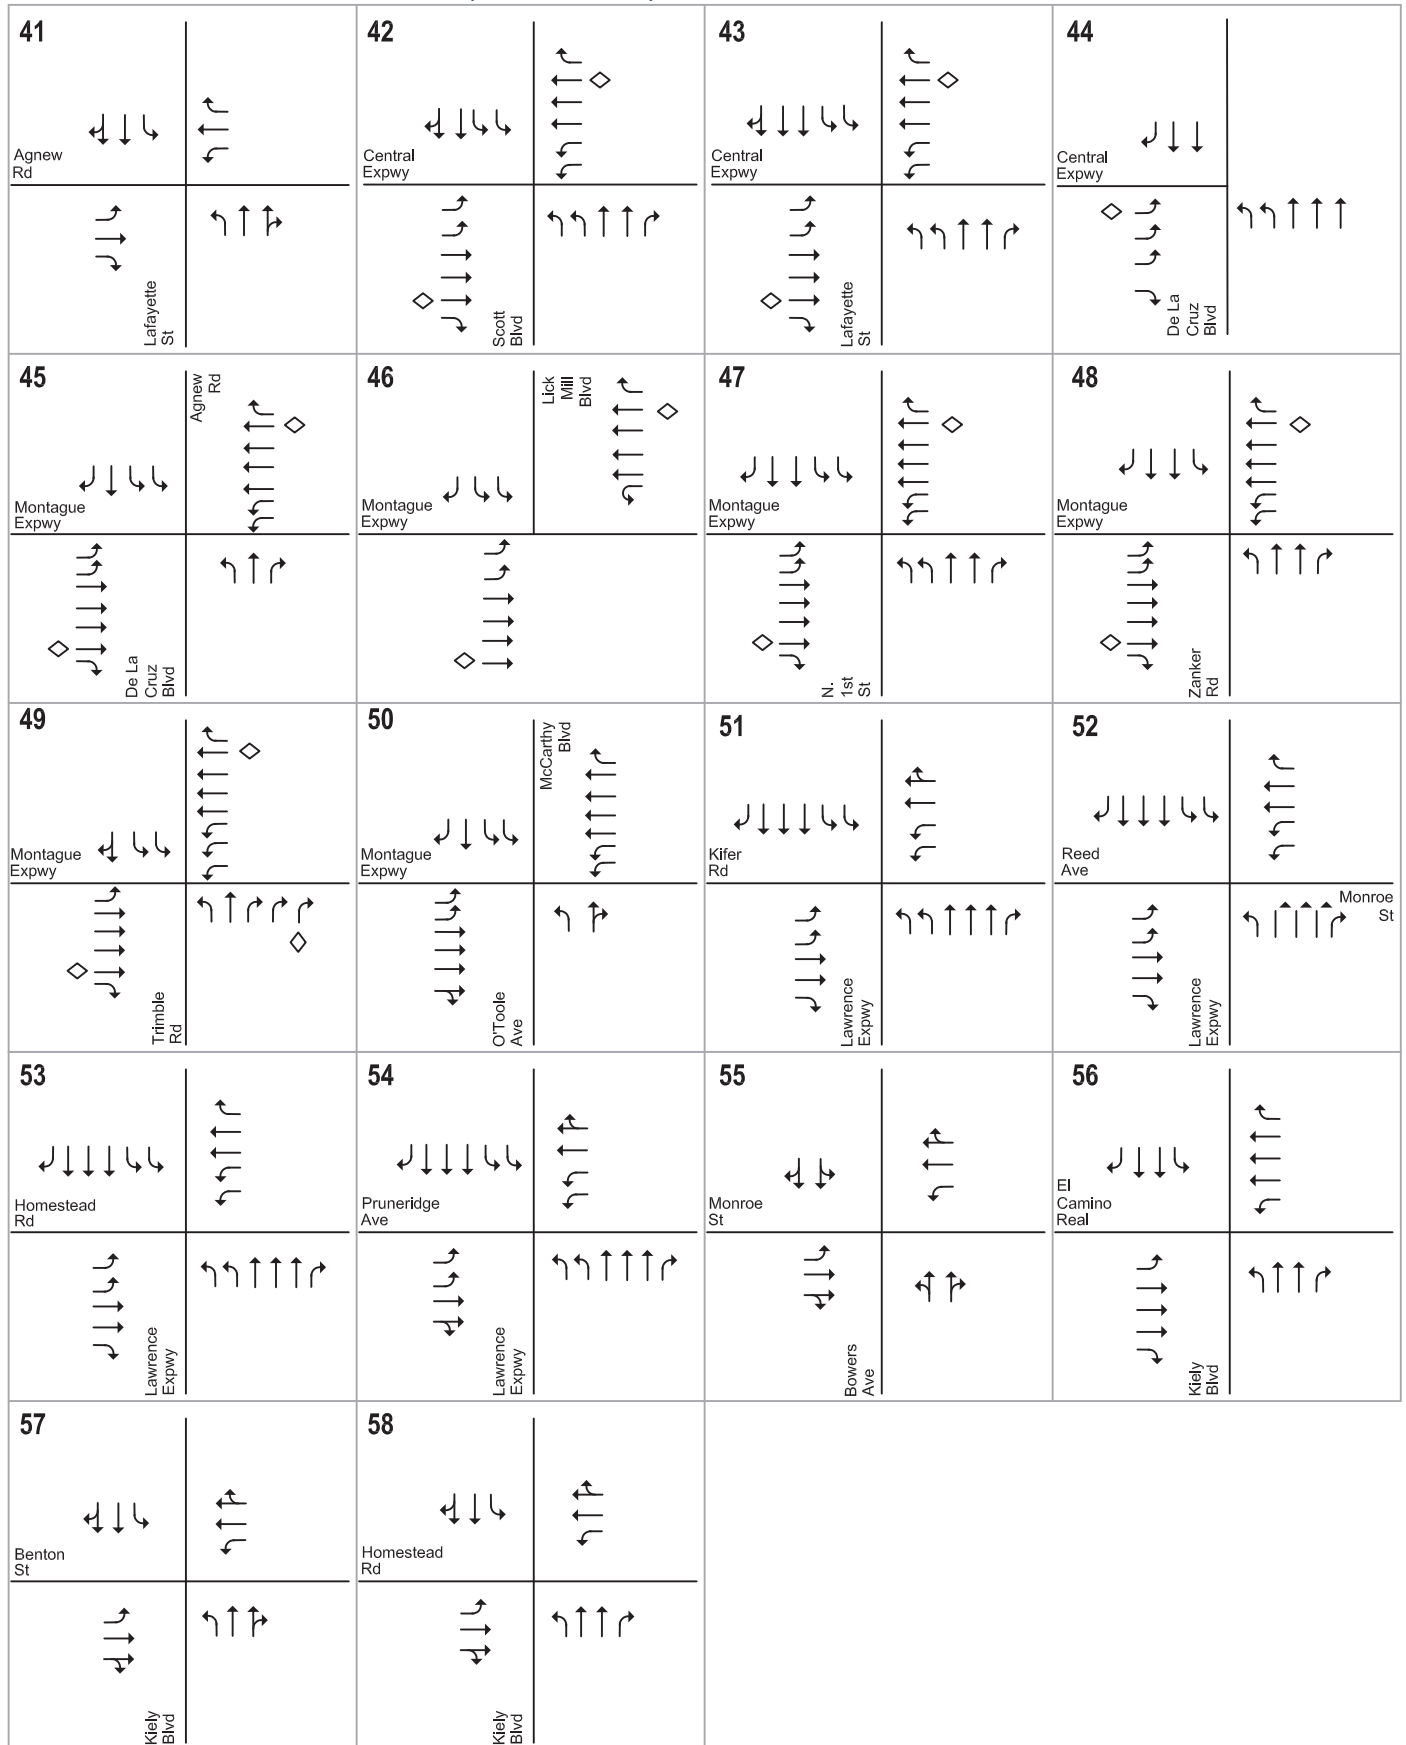 41
Agnew
Rd
Lafayette
St
42
Central
Expwy
Scott
Blvd
43
Central
Expwy
Lafayette
St
44
Central
Expwy
De La
Cruz
Blvd
45
Agnew
Rd
Montague
Expwy
De La
Cruz
Blvd
46
Lick
Mill
Blvd
Montague
Expwy
47
Montague
Expwy
N.
1st
St
48
Montague
Expwy
Zanker
Rd
49
Montague
Expwy
Trimble
Rd
50
McCarthy
Blvd
Montague
Expwy
O'Toole
Ave
51
Kifer
Rd
Lawrence
Expwy
52
Reed
Ave
Monroe
St
Lawrence
Expwy
53
Homestead
Rd
Lawrence
Expwy
54
Pruneridge
Ave
Lawrence
Expwy
55
Monroe
St
Bowers
Ave
56
El
Camino
Real
Kiely
Blvd
57
Benton
St
Kiely
Blvd
58
Homestead
Rd
Kiely
Blvd